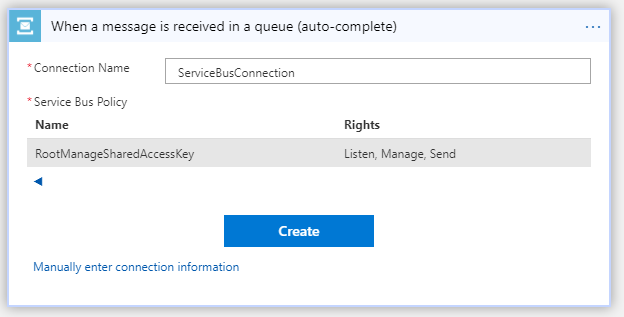 When a message is received in a queue (auto-complete)
*Connection Name
ServiceBusConnection
*Service Bus Policy
Name Rights
RootManageSharedAccessKey Listen, Manage, Send
Create
Manually enter connection information